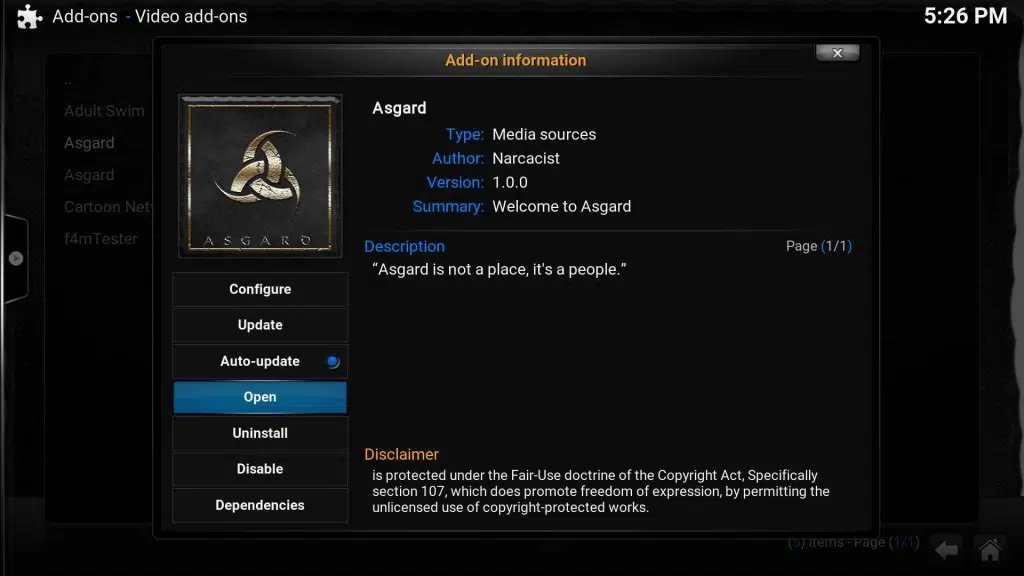 Add-ons - Video add-ons
5:26 PM
Add-on information
..
Adult Swim
Asgard
Asgard
Cartoon Net
f4mTester
ASGARD
Configure
Update
Auto-update
Open
Uninstall
Disable
Dependencies
Asgard
Type: Media sources
Author: Narcacist
Version: 1.0.0
Summary: Welcome to Asgard
Description
Page (1/1)
“Asgard is not a place, it's a people.”
Disclaimer
is protected under the Fair-Use doctrine of the Copyright Act, Specifically
section 107, which does promote freedom of expression, by permitting the
unlicensed use of copyright-protected works.
(5) Items - Page (1/1)